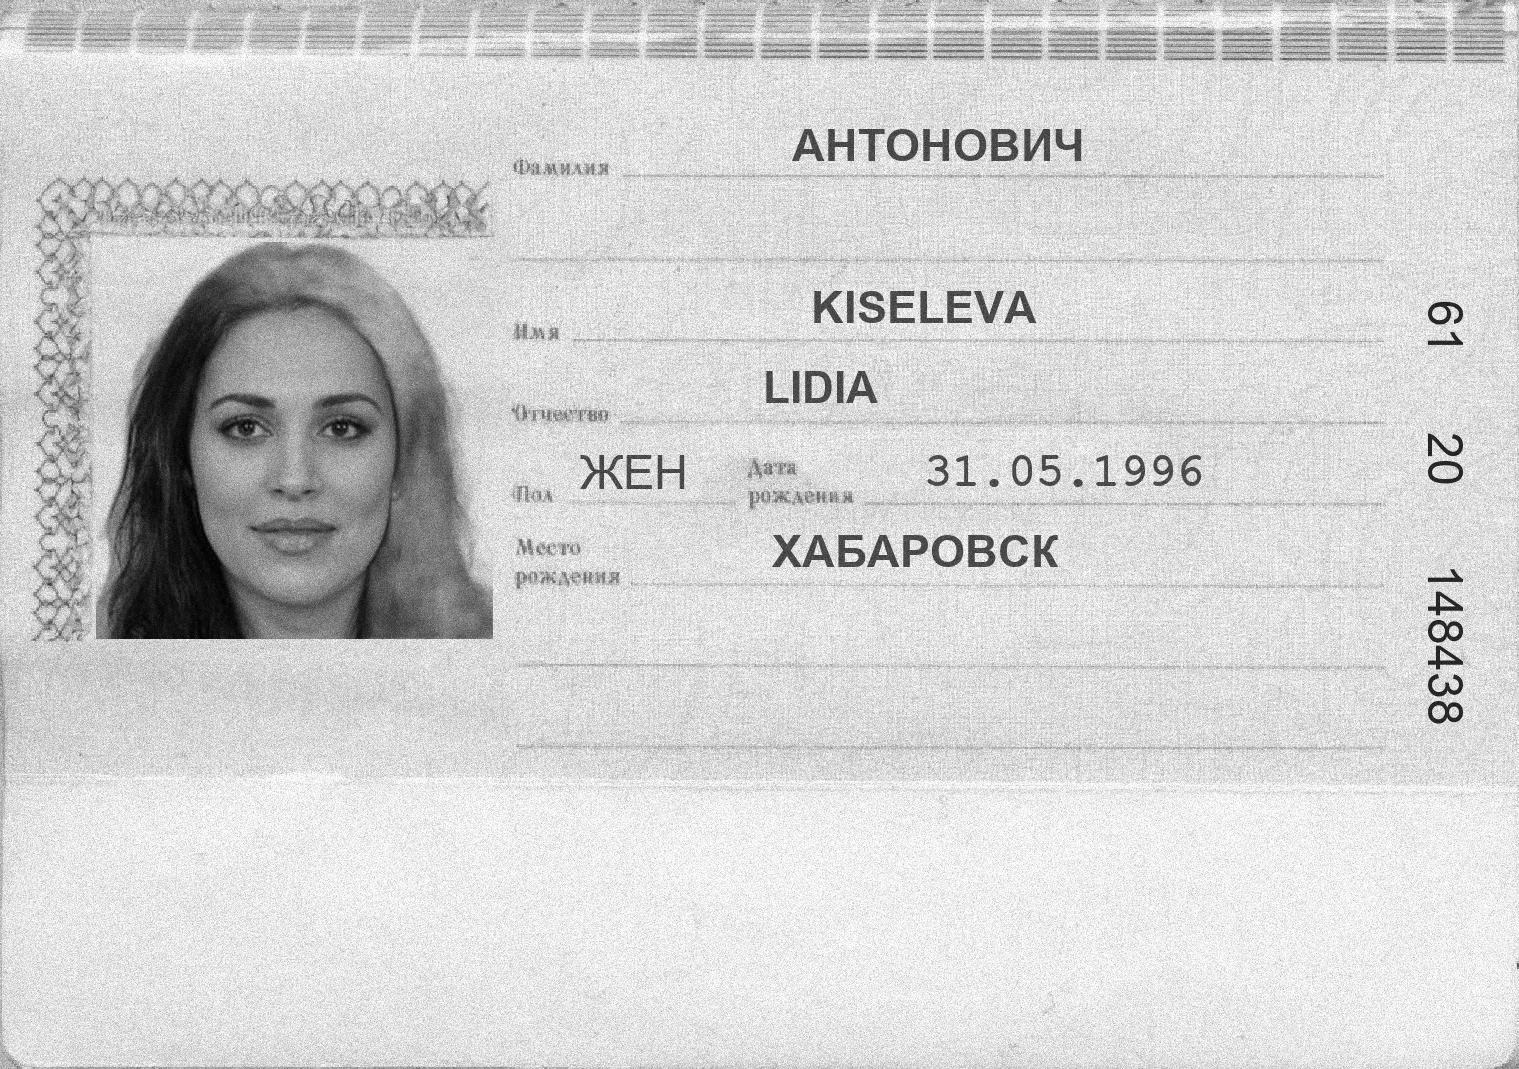 Фамилия АНТОНОВИЧ
Имя KISELEVA
Отчество LIDIA
Пол ЖЕН Дата рождения 31.05.1996
Место рождения ХАБАРОВСК
61 20 148438